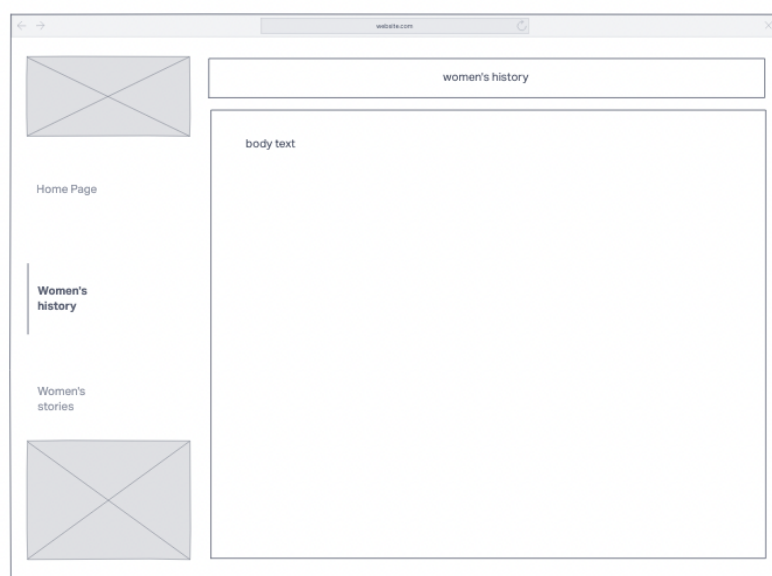 website.com
women's history
body text
Home Page
Women's
history
Women's
stories